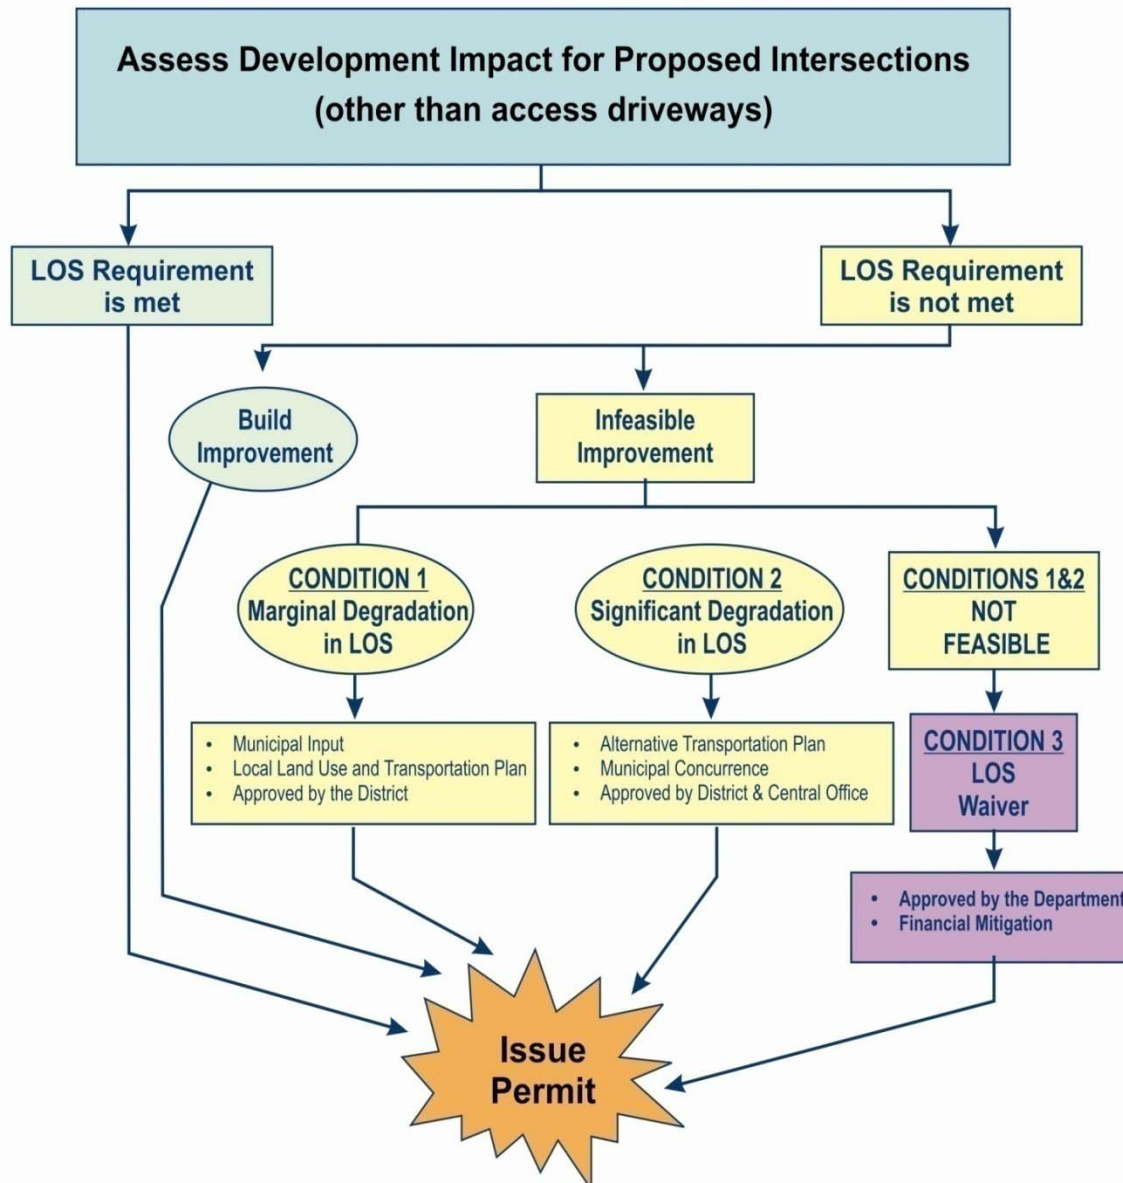 Assess Development Impact for Proposed Intersections
(other than access driveways)
LOS Requirement
is met
LOS Requirement
is not met
Build
Improvement
Infeasible
Improvement
CONDITION 1
Marginal Degradation
in LOS
CONDITION 2
Significant Degradation
in LOS
CONDITIONS 1&2
NOT
FEASIBLE
• Municipal Input
• Local Land Use and Transportation Plan
• Approved by the District
• Alternative Transportation Plan
• Municipal Concurrence
• Approved by District & Central Office
CONDITION 3
LOS
Waiver
• Approved by the Department
• Financial Mitigation
Issue
Permit